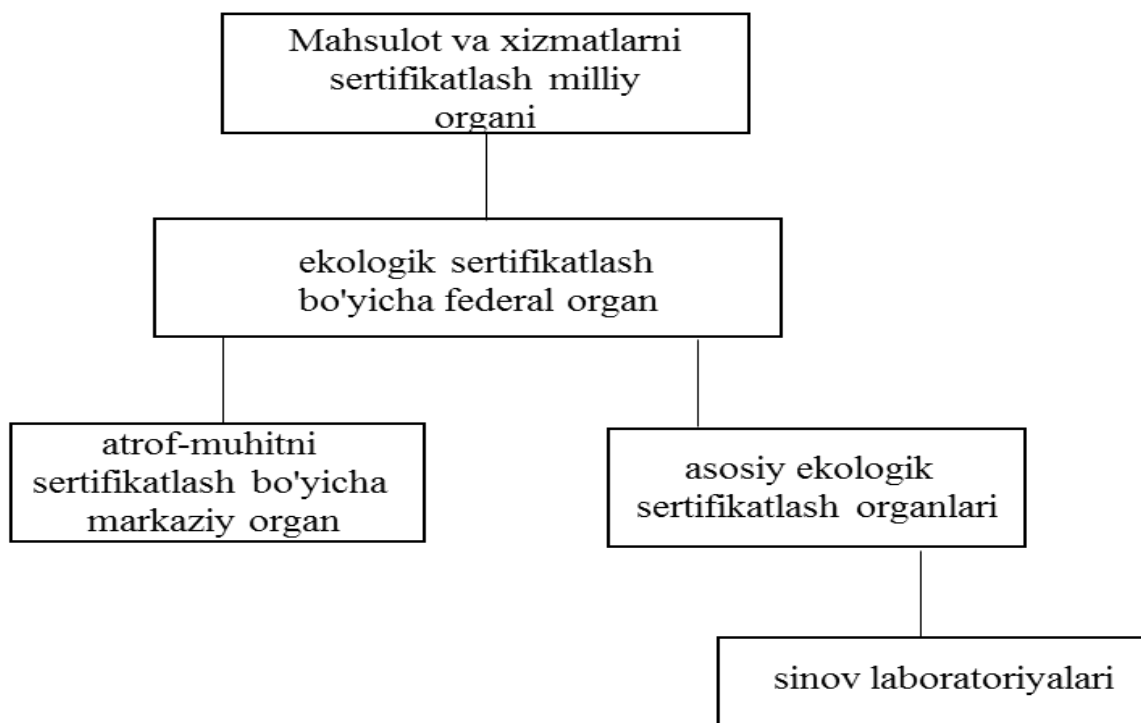 Mahsulot va xizmatlarni
sertifikatlash milliy
organi
ekologik sertifikatlash
bo'yicha federal organ
atrof-muhitni
sertifikatlash bo'yicha
markaziy organ
asosiy ekologik
sertifikatlash organlari
sinov laboratoriyalari